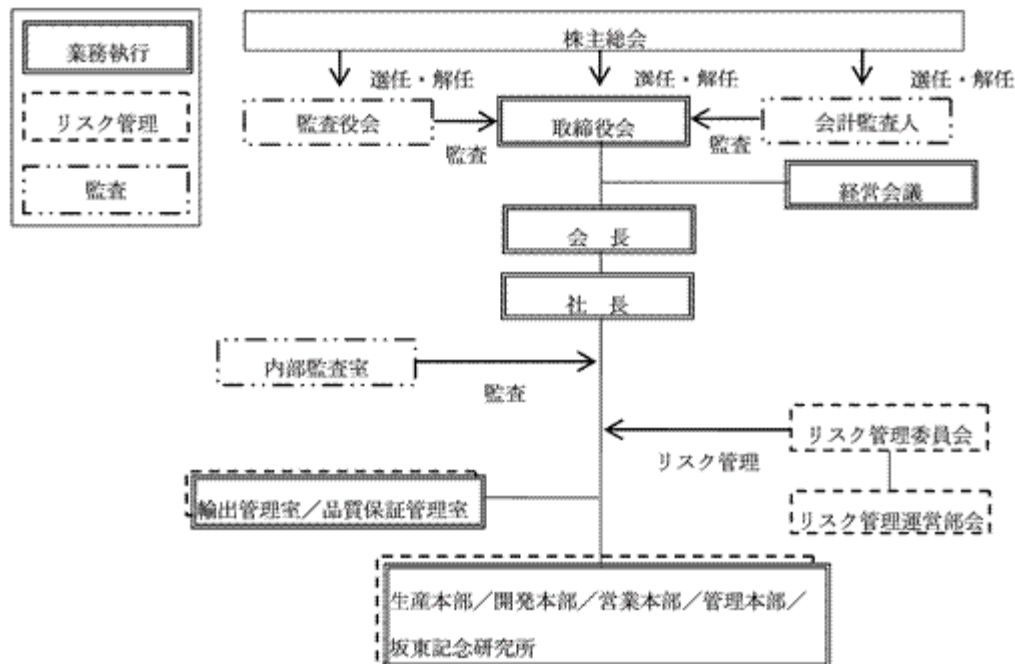 業務執行
リスク管理
監査
株主総会
選任・解任
選任・解任
選任・解任
監査役会
取締役会
会計監査人
監査
監査
経営会議
会 長
社 長
内部監査室
監査
リスク管理委員会
リスク管理
輸出管理室／品質保証管理室
リスク管理運営部会
生産本部／開発本部／営業本部／管理本部／
坂東記念研究所